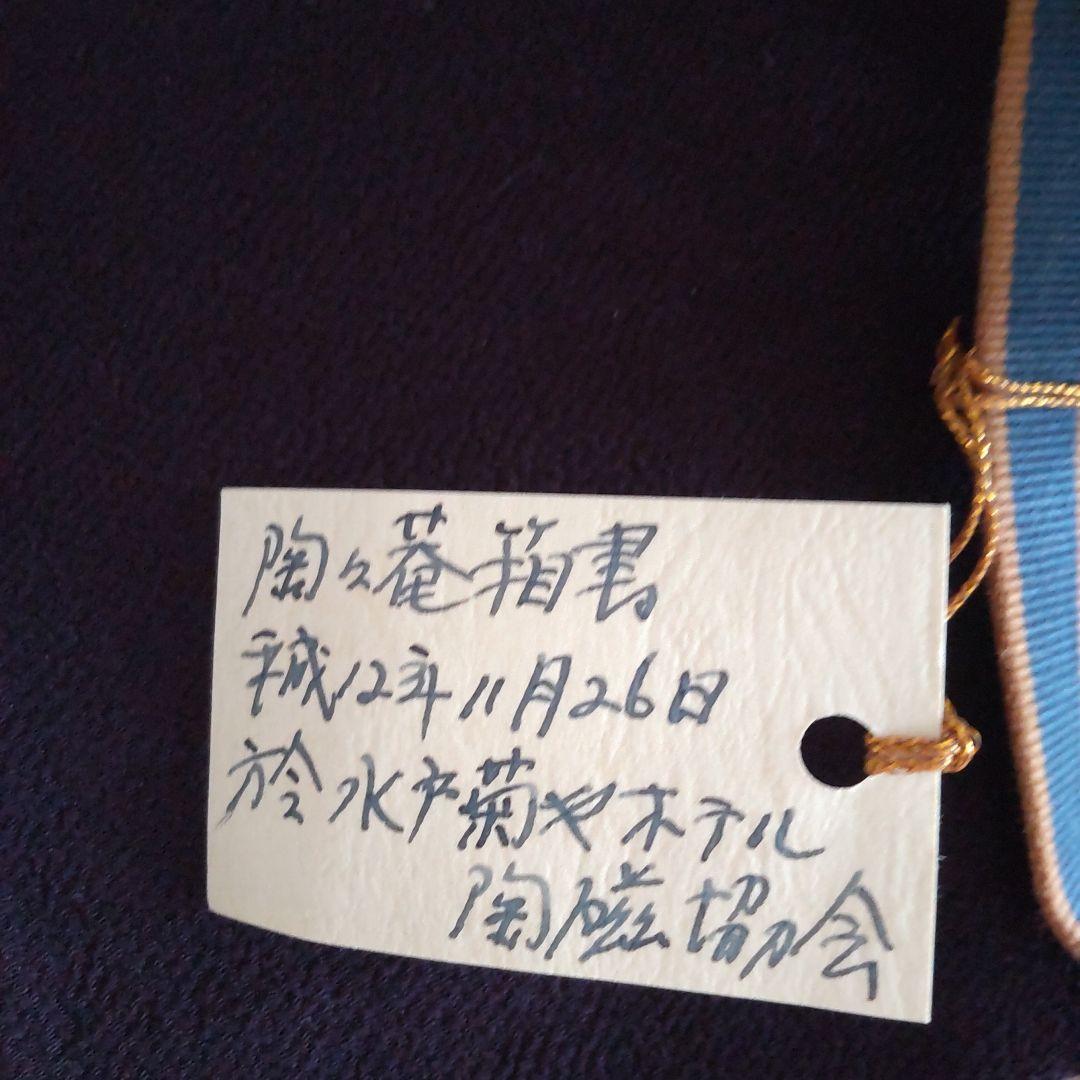 陶々菴箱書
平成12年11月26日
於 水戸菊やホテル
陶磁協会